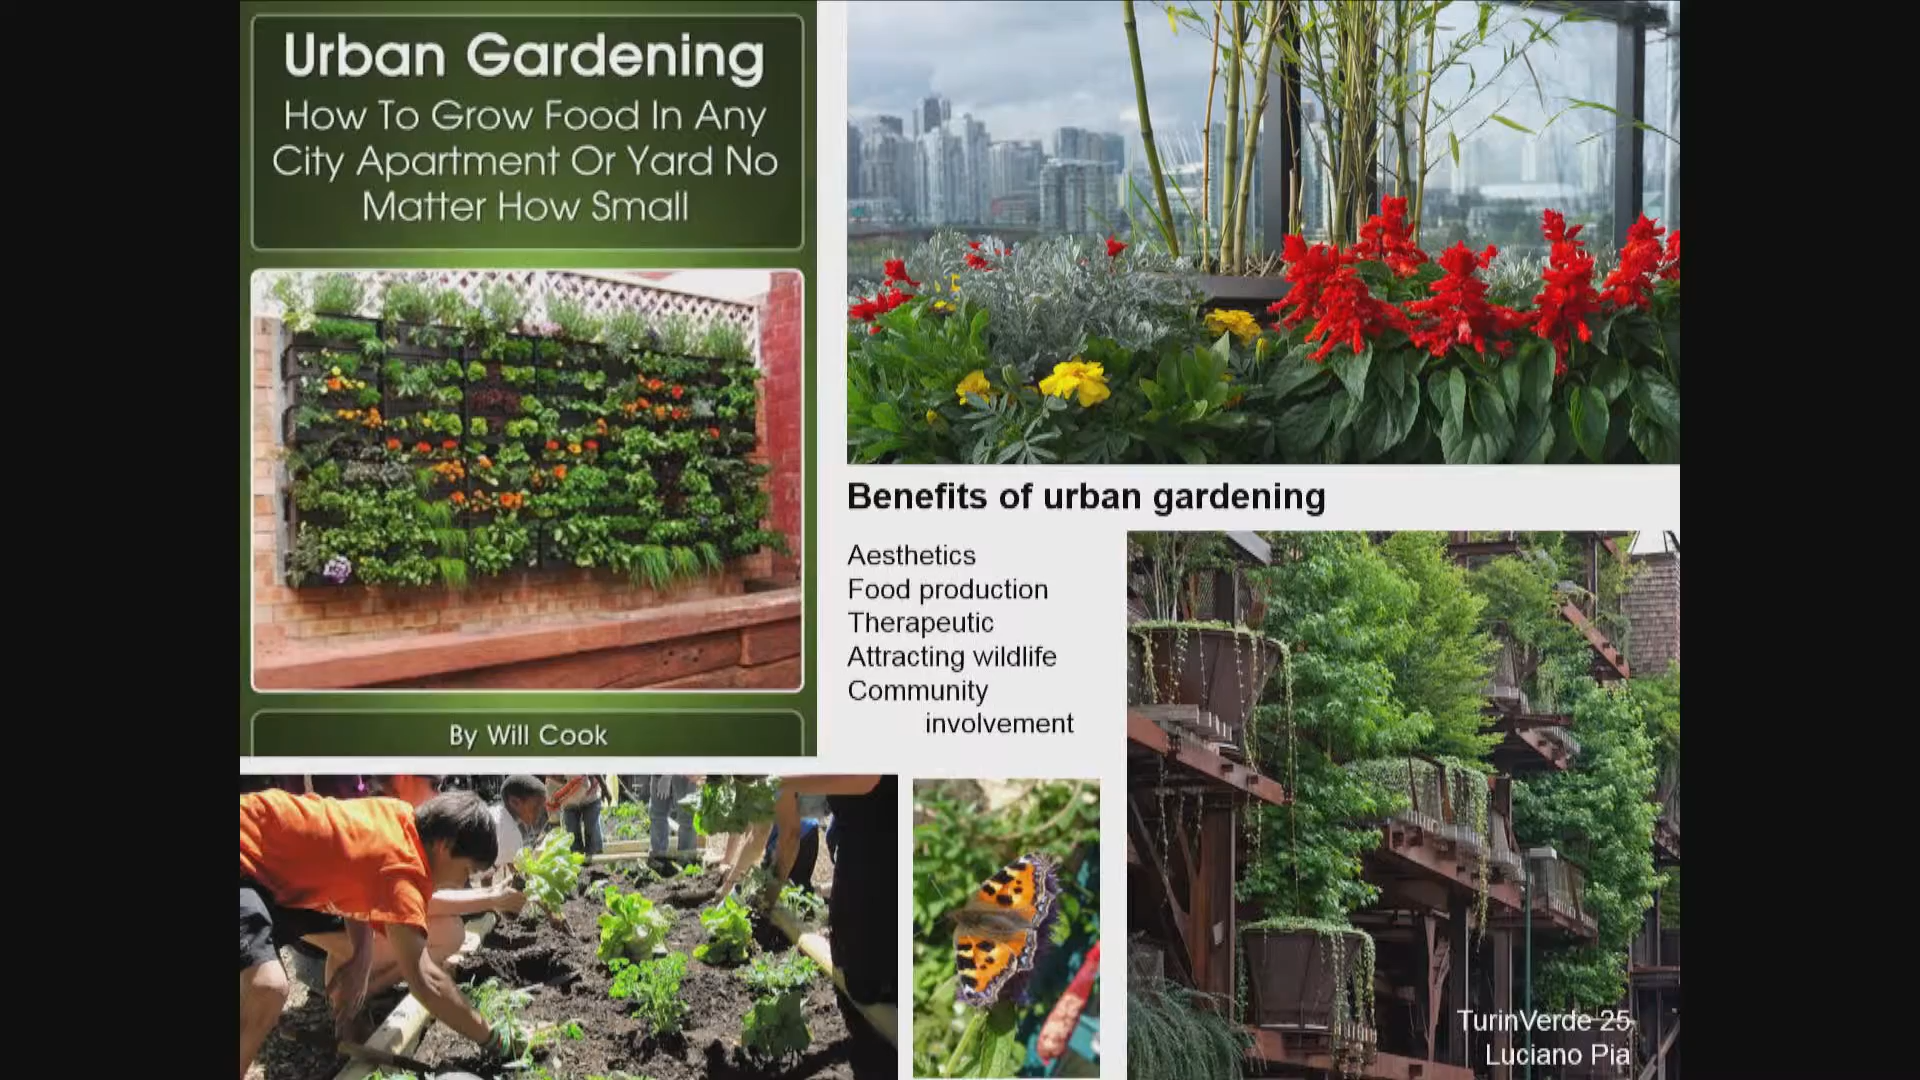 Urban Gardening
How To Grow Food In Any
City Apartment Or Yard No
Matter How Small
By Will Cook
Benefits of urban gardening
Aesthetics
Food production
Therapeutic
Attracting wildlife
Community
involvement
TurinVerde 25
Luciano Pia